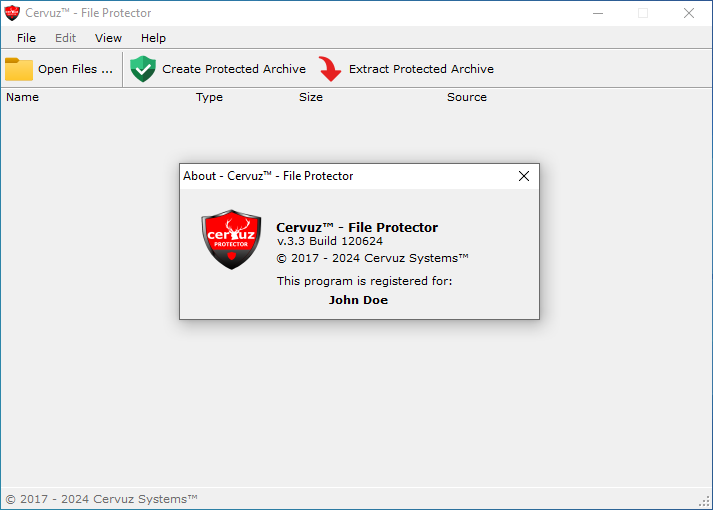 Cervuz™ - File Protector
File Edit View Help
Open Files ... Create Protected Archive Extract Protected Archive
Name Type Size Source
About - Cervuz™ - File Protector
cervuz
PROTECTOR
Cervuz™ - File Protector
v.3.3 Build 120624
© 2017 - 2024 Cervuz Systems™
This program is registered for:
John Doe
© 2017 - 2024 Cervuz Systems™